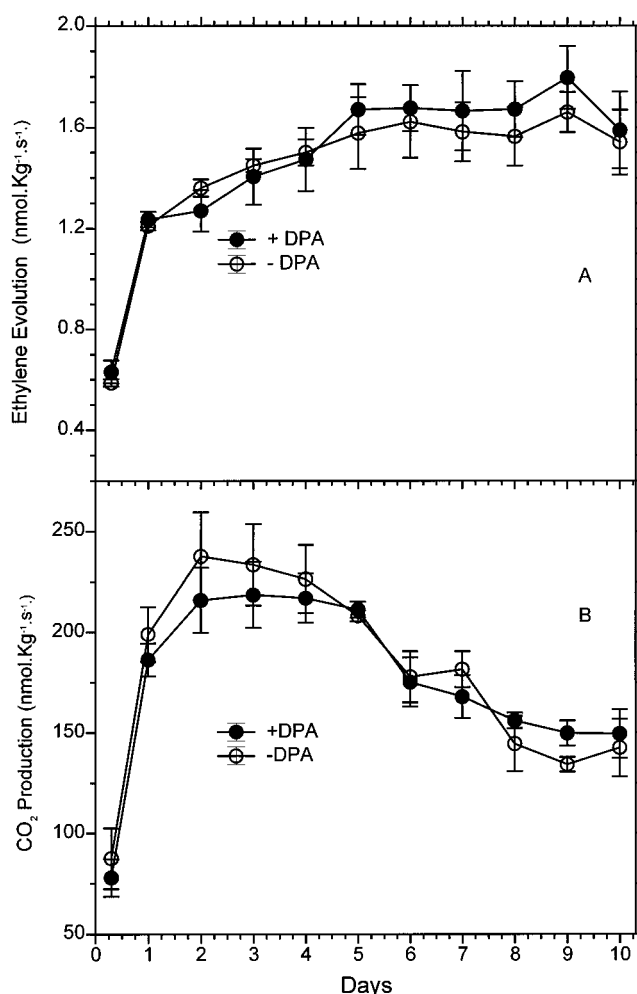 2.0
1.6
1.2
0.8
0.4
Ethylene Evolution (nmol.Kg⁻¹.s⁻¹.)
+ DPA
- DPA
A
250
200
150
100
50
CO₂ Production (nmol.Kg⁻¹.s⁻¹.)
B
+DPA
-DPA
0 1 2 3 4 5 6 7 8 9 10
Days